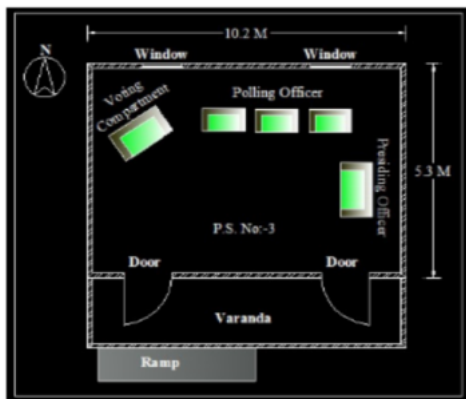 10.2 M
N
Window
Window
Voting
Compartment
Polling Officer
Presiding Officer
5.3 M
P.S. No:-3
Door
Door
Varanda
Ramp